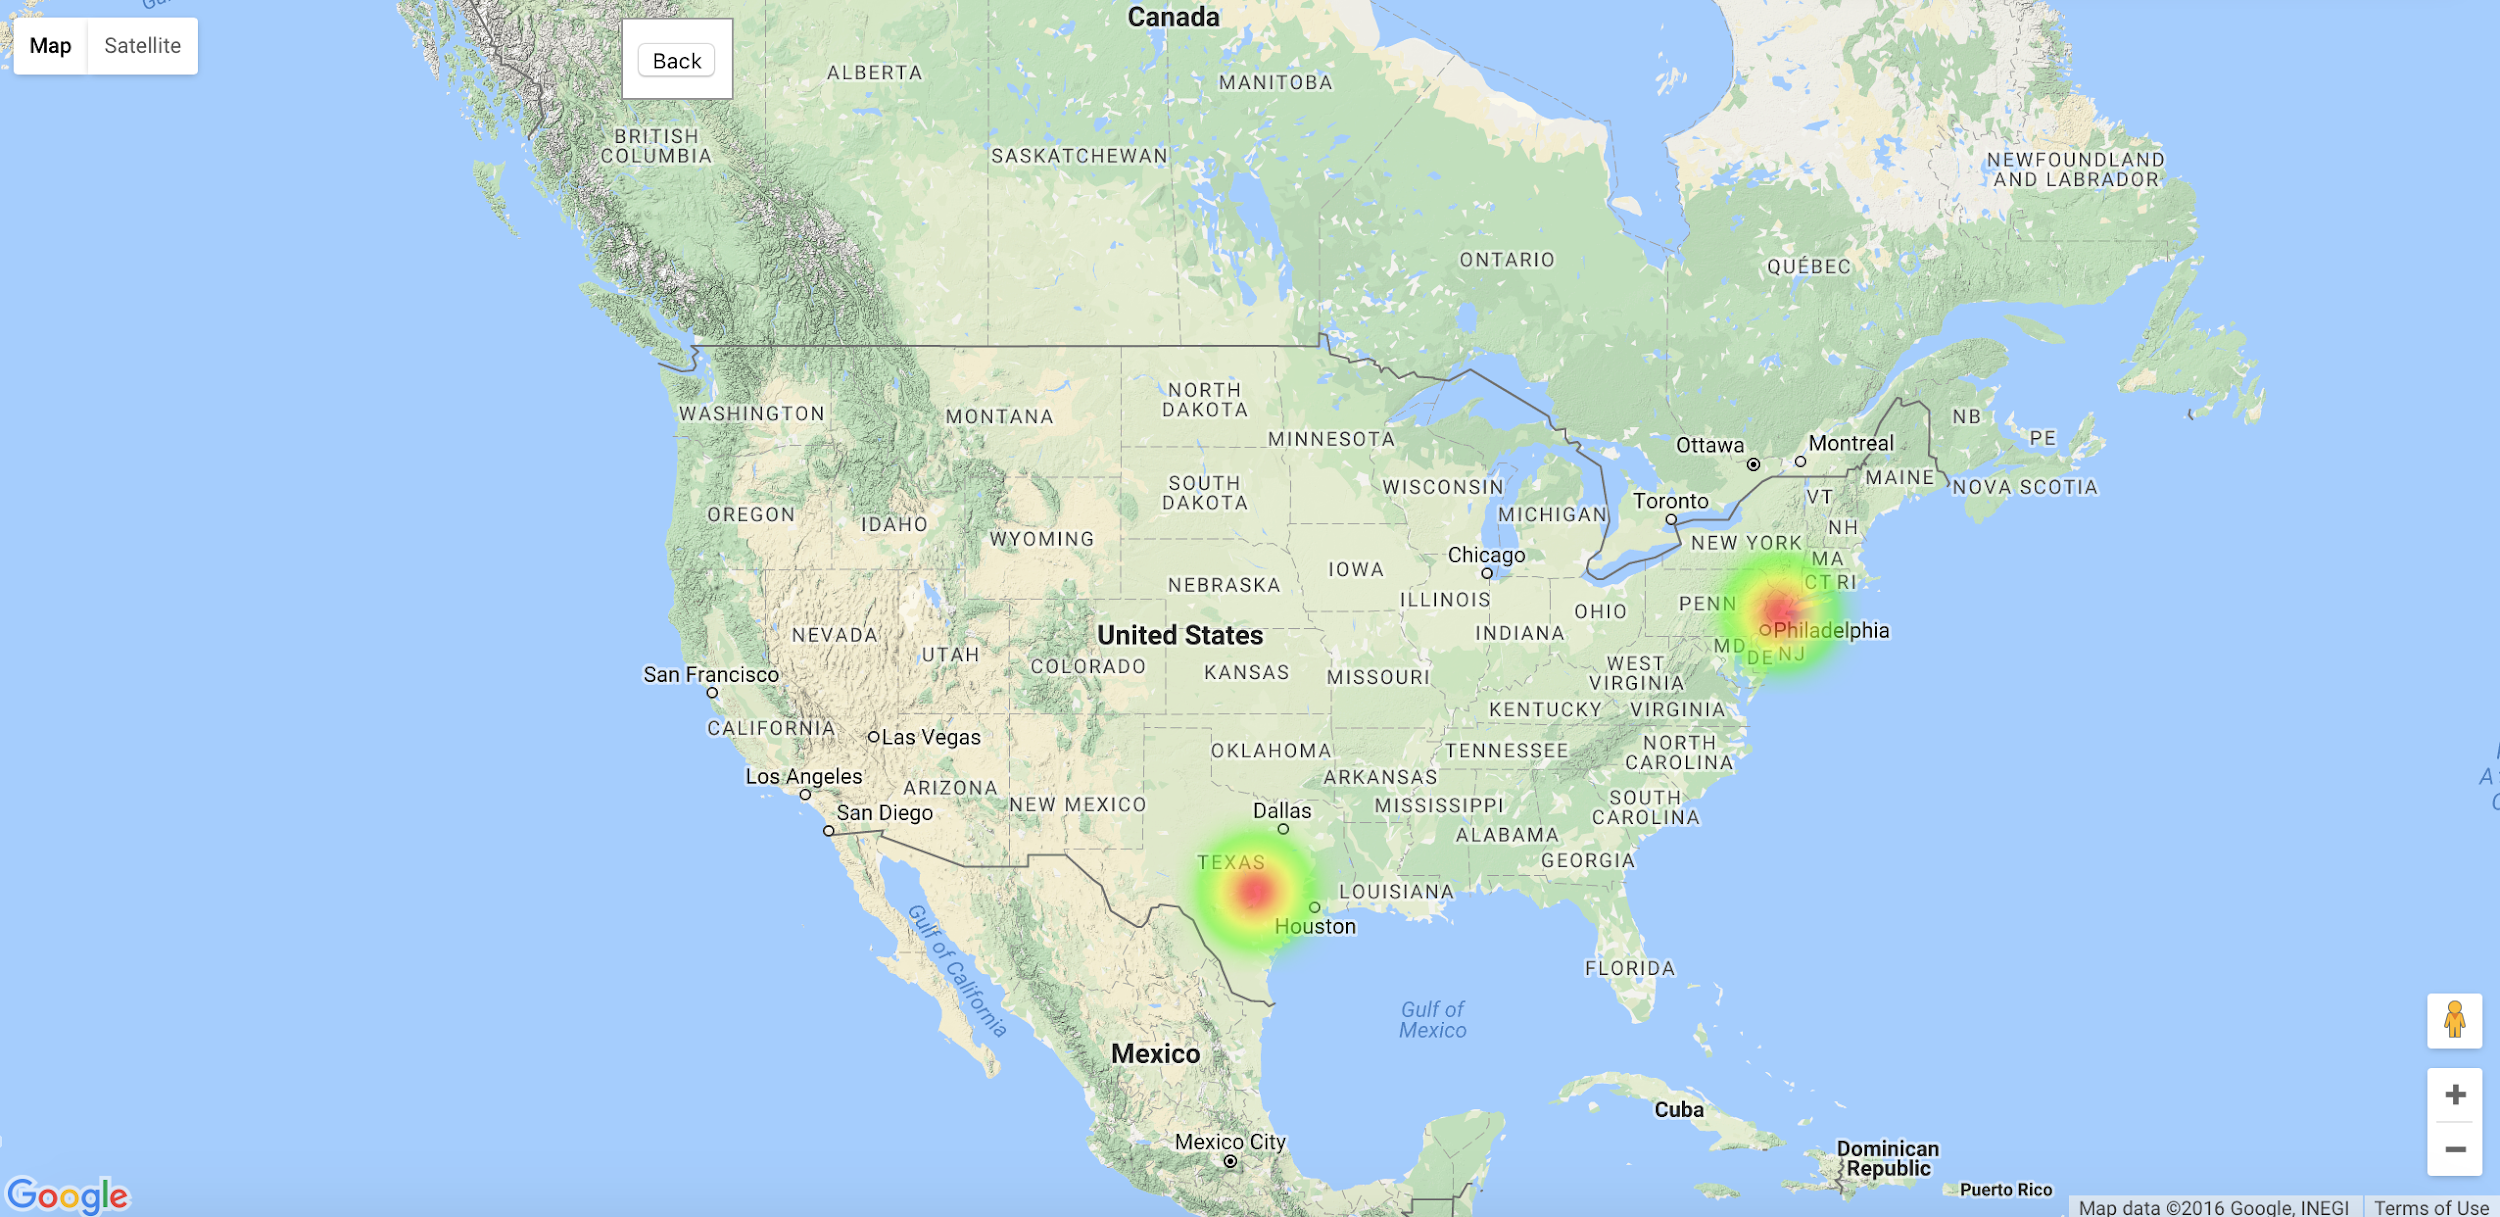 Canada
Map
Satellite
Back
ALBERTA
MANITOBA
BRITISH
COLUMBIA
SASKATCHEWAN
NEWFOUNDLAND
AND LABRADOR
ONTARIO
QUÉBEC
WASHINGTON
MONTANA
NORTH
DAKOTA
MINNESOTA
Ottawa
Montreal
NB
PE
MAINE
NOVA SCOTIA
VT
SOUTH
DAKOTA
WISCONSIN
MICHIGAN
Toronto
NH
OREGON
IDAHO
WYOMING
NEW YORK
MA
Chicago
IOWA
CT
RI
NEBRASKA
ILLINOIS
OHIO
PENN
Philadelphia
NEVADA
United States
INDIANA
MD
DE
NJ
UTAH
COLORADO
KANSAS
MISSOURI
WEST
VIRGINIA
San Francisco
KENTUCKY
VIRGINIA
CALIFORNIA
Las Vegas
OKLAHOMA
TENNESSEE
NORTH
CAROLINA
Los Angeles
ARIZONA
NEW MEXICO
ARKANSAS
San Diego
Dallas
MISSISSIPPI
SOUTH
CAROLINA
ALABAMA
TEXAS
GEORGIA
LOUISIANA
Houston
Gulf of California
FLORIDA
Gulf of
Mexico
Mexico
Cuba
Mexico City
Dominican
Republic
Puerto Rico
Google
Map data ©2016 Google, INEGI
Terms of Use